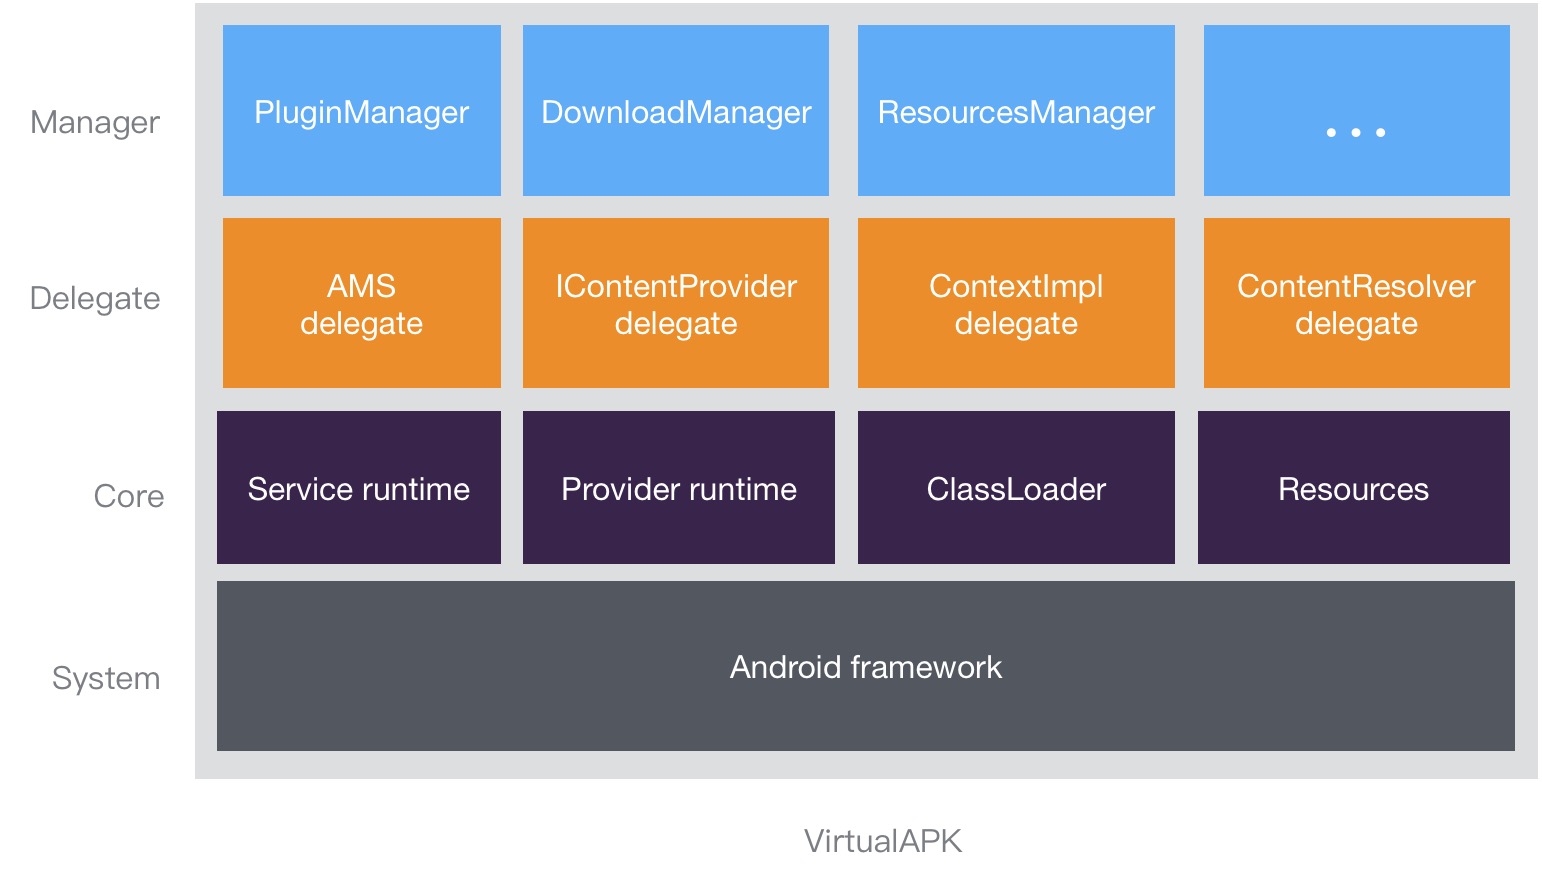 Manager
PluginManager
DownloadManager
ResourcesManager
...
Delegate
AMS
delegate
IContentProvider
delegate
ContextImpl
delegate
ContentResolver
delegate
Core
Service runtime
Provider runtime
ClassLoader
Resources
System
Android framework
VirtualAPK